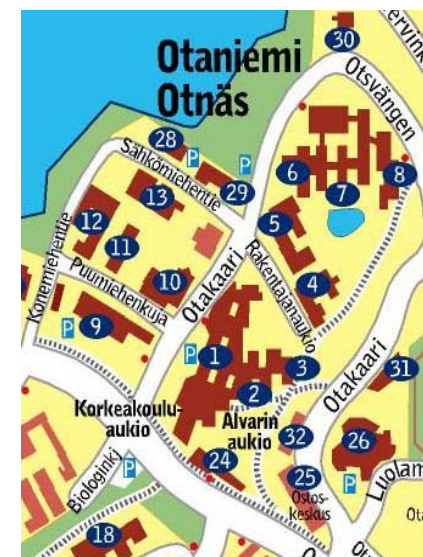 Otaniemi
Otnäs
30
Otsvängen
28
P
P
Sähkömiehentie
29
6
7
8
13
12
11
5
Rakentajanaukio
4
10
Otakaari
Konemiehentie
Puumiehenkuja
P
9
P
1
3
2
Otakaari
31
Korkeakoulu-
aukio
Alvarin
aukio
32
26
24
25
Ostos-
keskus
P
P
Biologinkj
18